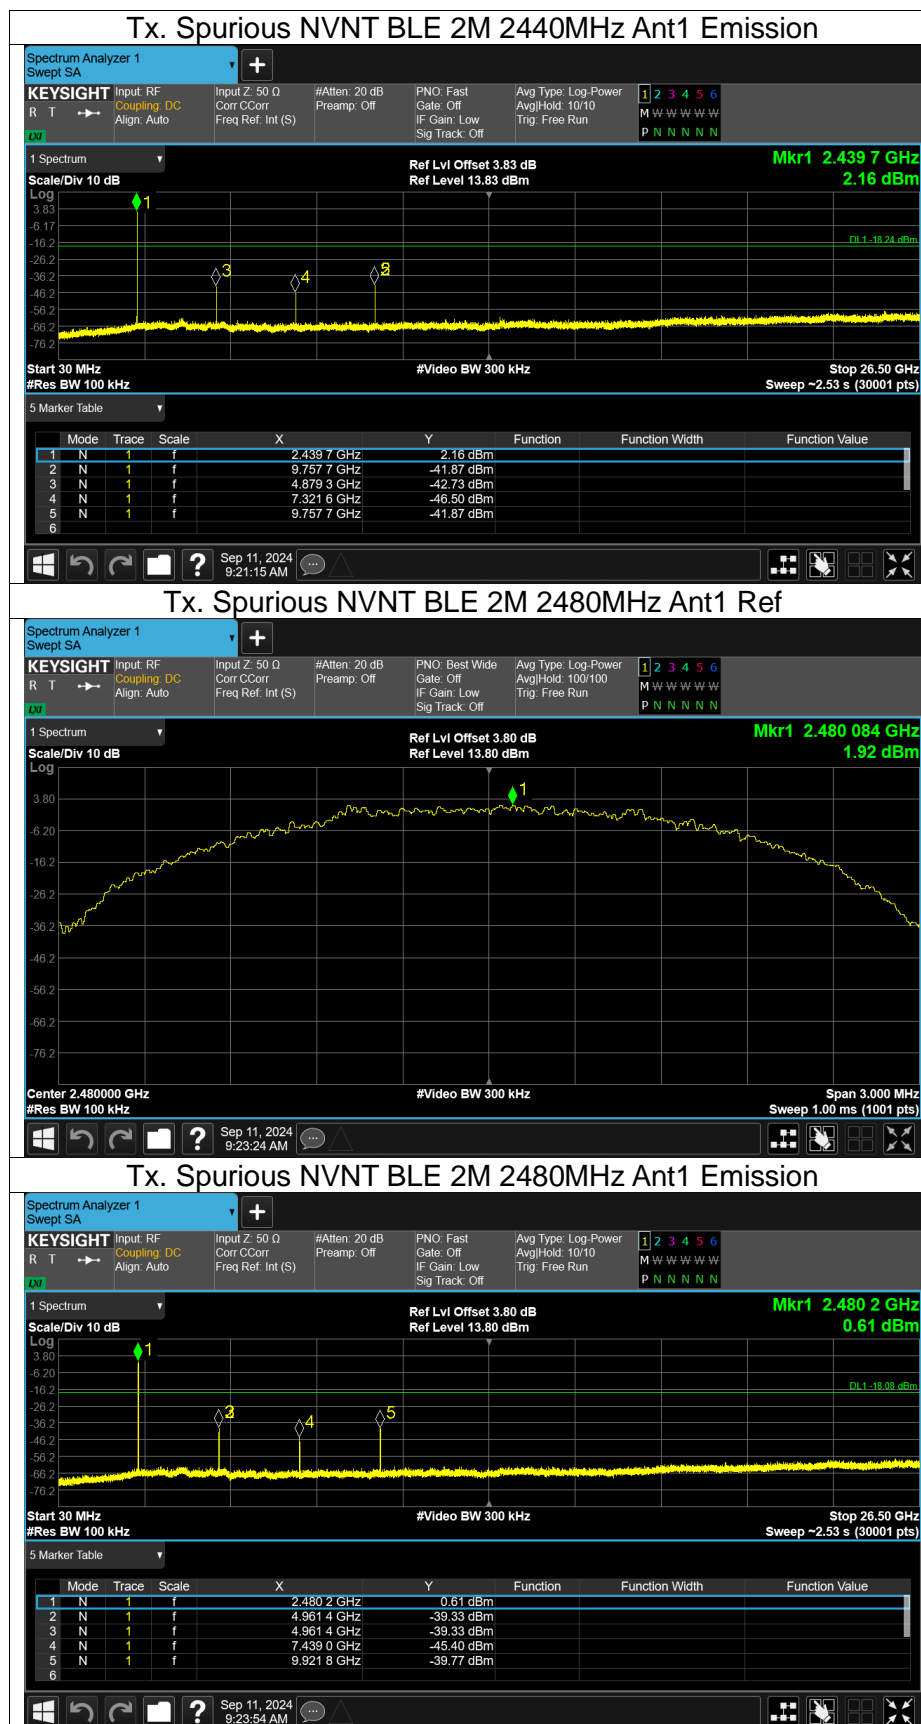 Tx. Spurious NVNT BLE 2M 2440MHz Ant1 Emission
Spectrum Analyzer 1
Swept SA
+
KEYSIGHT Input: RF Input Z: 50 Ω #Atten: 20 dB PNO: Fast Avg Type: Log-Power 1 2 3 4 5 6
R T Coupling: DC Corr CCorr Preamp: Off Gate: Off Avg|Hold: 10/10 M W W W W W
Align: Auto Freq Ref: Int (S) IF Gain: Low Trig: Free Run
LXI Sig Track: Off P N N N N N
1 Spectrum Ref Lvl Offset 3.83 dB Mkr1 2.439 7 GHz
Scale/Div 10 dB Ref Level 13.83 dBm 2.16 dBm
Log 1
3.83
-6.17
-16.2 DL1 -18.24 dBm
-26.2
-36.2 3 4
-46.2
-56.2
-66.2
-76.2
Start 30 MHz #Video BW 300 kHz Stop 26.50 GHz
#Res BW 100 kHz Sweep ~2.53 s (30001 pts)
5 Marker Table
Mode Trace Scale X Y Function Function Width Function Value
1 N 1 f 2.439 7 GHz 2.16 dBm
2 N 1 f 9.757 7 GHz -41.87 dBm
3 N 1 f 4.879 3 GHz -42.73 dBm
4 N 1 f 7.321 6 GHz -46.50 dBm
5 N 1 f 9.757 7 GHz -41.87 dBm
6
? Sep 11, 2024
9:21:15 AM
Tx. Spurious NVNT BLE 2M 2480MHz Ant1 Ref
Spectrum Analyzer 1
Swept SA
+
KEYSIGHT Input: RF Input Z: 50 Ω #Atten: 20 dB PNO: Best Wide Avg Type: Log-Power 1 2 3 4 5 6
R T Coupling: DC Corr CCorr Preamp: Off Gate: Off Avg|Hold: 100/100 M W W W W W
Align: Auto Freq Ref: Int (S) IF Gain: Low Trig: Free Run
LXI Sig Track: Off P N N N N N
1 Spectrum Ref Lvl Offset 3.80 dB Mkr1 2.480 084 GHz
Scale/Div 10 dB Ref Level 13.80 dBm 1.92 dBm
Log
3.80 1
-6.20
-16.2
-26.2
-36.2
-46.2
-56.2
-66.2
-76.2
Center 2.480000 GHz #Video BW 300 kHz Span 3.000 MHz
#Res BW 100 kHz Sweep 1.00 ms (1001 pts)
? Sep 11, 2024
9:23:24 AM
Tx. Spurious NVNT BLE 2M 2480MHz Ant1 Emission
Spectrum Analyzer 1
Swept SA
+
KEYSIGHT Input: RF Input Z: 50 Ω #Atten: 20 dB PNO: Fast Avg Type: Log-Power 1 2 3 4 5 6
R T Coupling: DC Corr CCorr Preamp: Off Gate: Off Avg|Hold: 10/10 M W W W W W
Align: Auto Freq Ref: Int (S) IF Gain: Low Trig: Free Run
LXI Sig Track: Off P N N N N N
1 Spectrum Ref Lvl Offset 3.80 dB Mkr1 2.480 2 GHz
Scale/Div 10 dB Ref Level 13.80 dBm 0.61 dBm
Log 1
3.80
-6.20
-16.2 DL1 -18.08 dBm
-26.2
-36.2 4 5
-46.2
-56.2
-66.2
-76.2
Start 30 MHz #Video BW 300 kHz Stop 26.50 GHz
#Res BW 100 kHz Sweep ~2.53 s (30001 pts)
5 Marker Table
Mode Trace Scale X Y Function Function Width Function Value
1 N 1 f 2.480 2 GHz 0.61 dBm
2 N 1 f 4.961 4 GHz -39.33 dBm
3 N 1 f 4.961 4 GHz -39.33 dBm
4 N 1 f 7.439 0 GHz -45.40 dBm
5 N 1 f 9.921 8 GHz -39.77 dBm
6
? Sep 11, 2024
9:23:54 AM